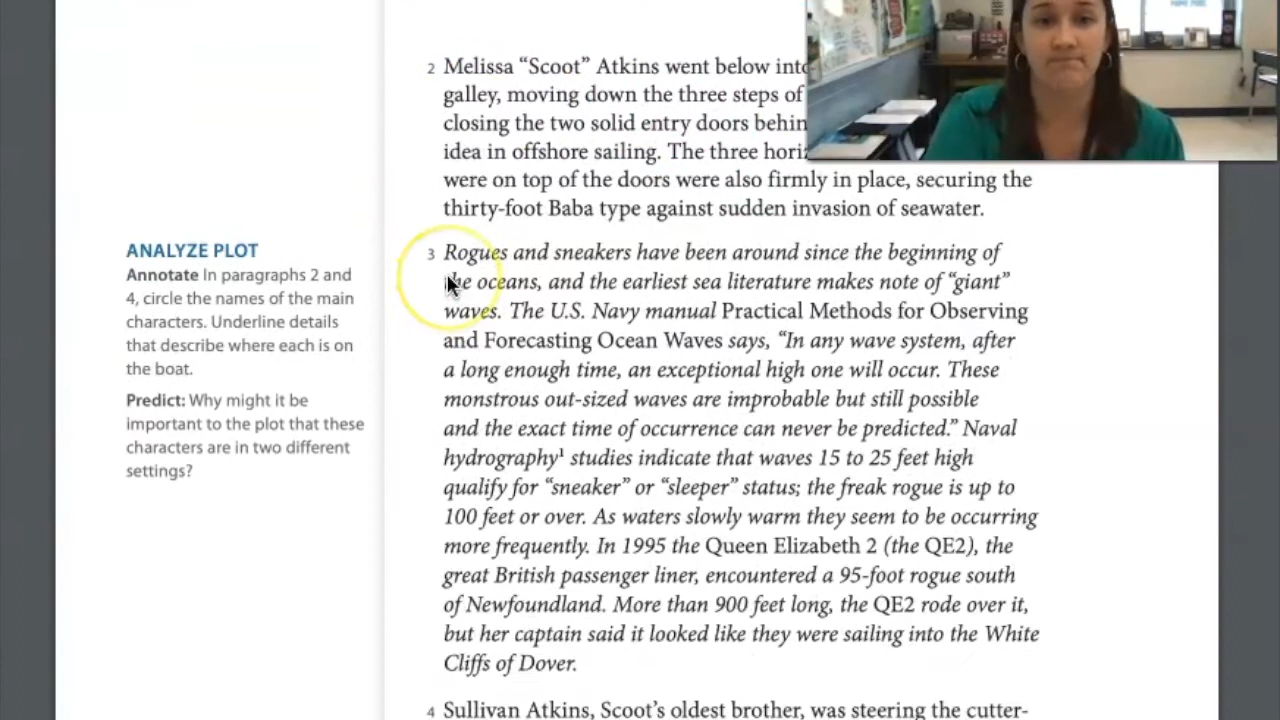 2 Melissa “Scoot” Atkins went below into
galley, moving down the three steps of
closing the two solid entry doors behin
idea in offshore sailing. The three horiz
were on top of the doors were also firmly in place, securing the
thirty-foot Baba type against sudden invasion of seawater.
ANALYZE PLOT
Annotate In paragraphs 2 and
4, circle the names of the main
characters. Underline details
that describe where each is on
the boat.
Predict: Why might it be
important to the plot that these
characters are in two different
settings?
3 Rogues and sneakers have been around since the beginning of
the oceans, and the earliest sea literature makes note of “giant”
waves. The U.S. Navy manual Practical Methods for Observing
and Forecasting Ocean Waves says, “In any wave system, after
a long enough time, an exceptional high one will occur. These
monstrous out-sized waves are improbable but still possible
and the exact time of occurrence can never be predicted.” Naval
hydrography¹ studies indicate that waves 15 to 25 feet high
qualify for “sneaker” or “sleeper” status; the freak rogue is up to
100 feet or over. As waters slowly warm they seem to be occurring
more frequently. In 1995 the Queen Elizabeth 2 (the QE2), the
great British passenger liner, encountered a 95-foot rogue south
of Newfoundland. More than 900 feet long, the QE2 rode over it,
but her captain said it looked like they were sailing into the White
Cliffs of Dover.
4 Sullivan Atkins, Scoot’s oldest brother, was steering the cutter-